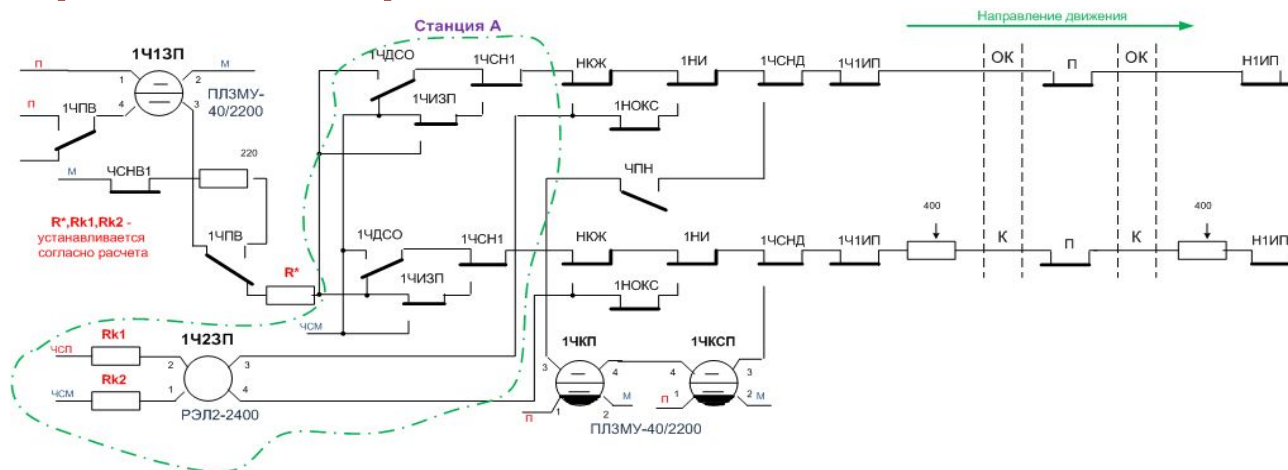 Станция А
Направление движения
1Ч1ЗП
П
М
1
2
4
3
ПЛЗМУ-
40/2200
П
1ЧПВ
220
М
ЧСНВ1
R*,Rk1,Rk2 -
устанавливается
согласно расчета
1ЧПВ
R*
1ЧДСО
1ЧСН1
НКЖ
1НИ
1ЧСНД
1Ч1ИП
ОК
П
ОК
Н1ИП
1ЧИЗП
1НОКС
ЧПН
400
400
1ЧДСО
1ЧСН1
НКЖ
1НИ
1ЧСНД
1Ч1ИП
К
П
К
Н1ИП
1ЧИЗП
1НОКС
ЧСМ
Rk1
1Ч2ЗП
ЧСП
2
3
Rk2
ЧСМ
1
4
РЭЛ2-2400
1ЧКП
1ЧКСП
3
4
4
3
П
1
2
М
П
1
2
М
ПЛЗМУ-40/2200